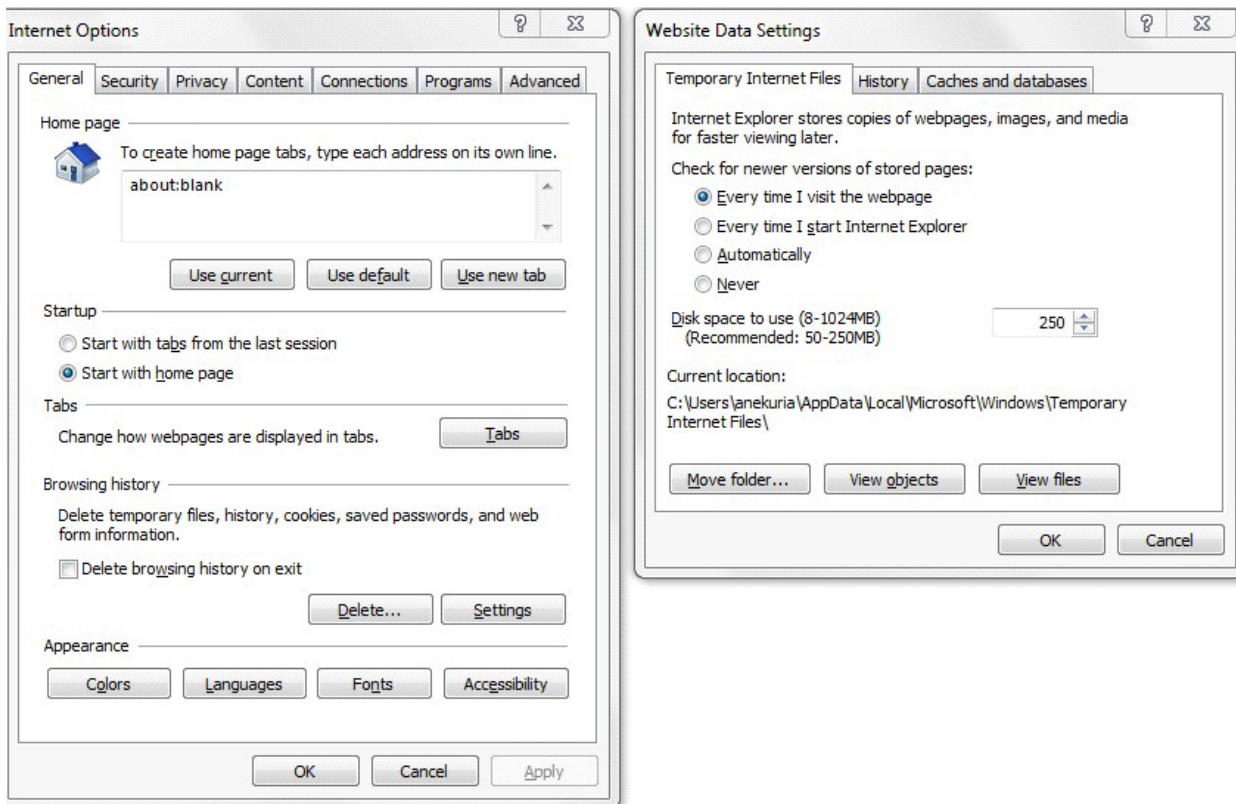 Internet Options
General Security Privacy Content Connections Programs Advanced
Home page
To create home page tabs, type each address on its own line.
about:blank
Use current Use default Use new tab
Startup
Start with tabs from the last session
Start with home page
Tabs
Change how webpages are displayed in tabs.
Tabs
Browsing history
Delete temporary files, history, cookies, saved passwords, and web
form information.
Delete browsing history on exit
Delete... Settings
Appearance
Colors Languages Fonts Accessibility
OK Cancel Apply
Website Data Settings
Temporary Internet Files History Caches and databases
Internet Explorer stores copies of webpages, images, and media
for faster viewing later.
Check for newer versions of stored pages:
Every time I visit the webpage
Every time I start Internet Explorer
Automatically
Never
Disk space to use (8-1024MB) 250
(Recommended: 50-250MB)
Current location:
C:\Users\anekuria\AppData\Local\Microsoft\Windows\Temporary
Internet Files\
Move folder... View objects View files
OK Cancel